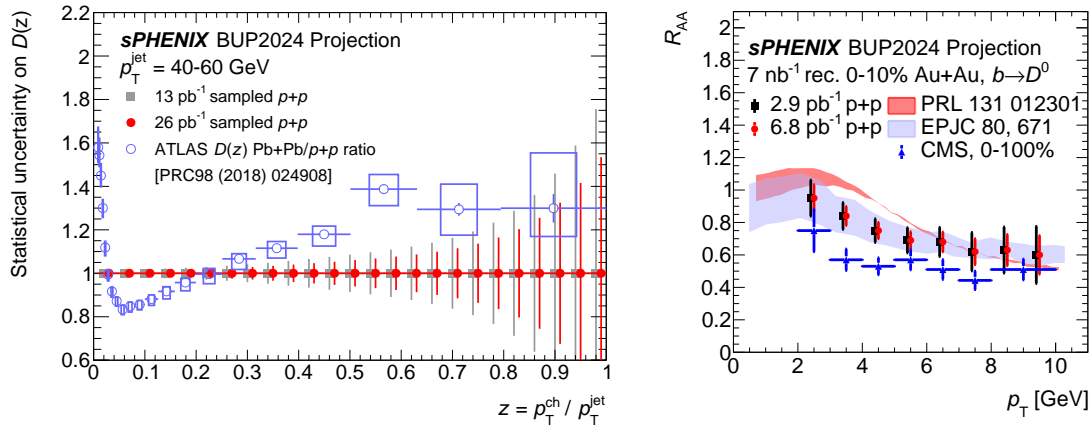 Statistical uncertainty on D(z)
2.2
2
1.8
1.6
1.4
1.2
1
0.8
0.6
sPHENIX BUP2024 Projection
p_T^jet = 40-60 GeV
13 pb⁻¹ sampled p+p
26 pb⁻¹ sampled p+p
ATLAS D(z) Pb+Pb/p+p ratio
[PRC98 (2018) 024908]
0 0.1 0.2 0.3 0.4 0.5 0.6 0.7 0.8 0.9 1
z = p_T^ch / p_T^jet
R_AA
2
1.8
1.6
1.4
1.2
1
0.8
0.6
0.4
0.2
0
sPHENIX BUP2024 Projection
7 nb⁻¹ rec. 0-10% Au+Au, b→D⁰
2.9 pb⁻¹ p+p PRL 131 012301
6.8 pb⁻¹ p+p EPJC 80, 671
CMS, 0-100%
0 2 4 6 8 10
p_T [GeV]